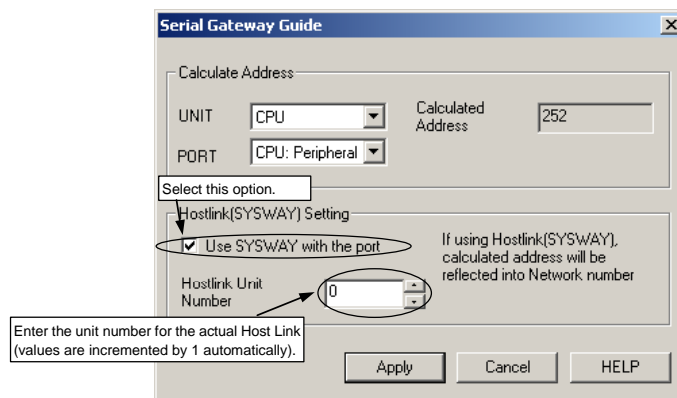 Serial Gateway Guide
Calculate Address
UNIT
CPU
Calculated
Address
252
PORT
CPU: Peripheral
Select this option.
Hostlink(SYSWAY) Setting
Use SYSWAY with the port
If using Hostlink(SYSWAY),
calculated address will be
reflected into Network number
Hostlink Unit
Number
0
Enter the unit number for the actual Host Link
(values are incremented by 1 automatically).
Apply
Cancel
HELP